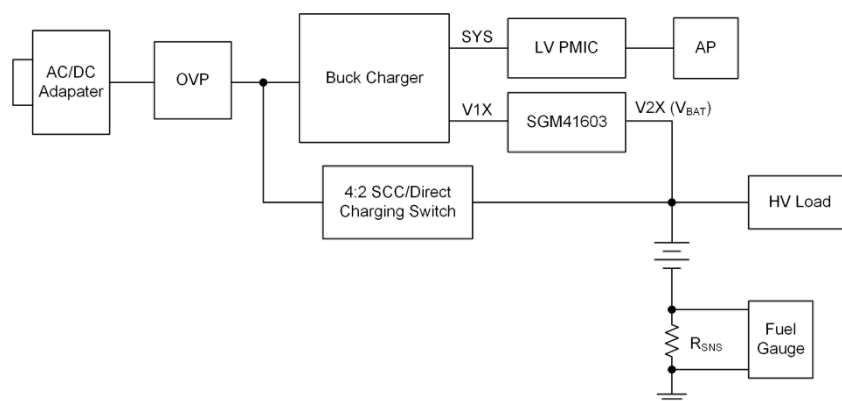 AC/DC
Adapater
OVP
Buck Charger
SYS
LV PMIC
AP
V1X
SGM41603
V2X (VBAT)
4:2 SCC/Direct
Charging Switch
HV Load
RSNS
Fuel
Gauge